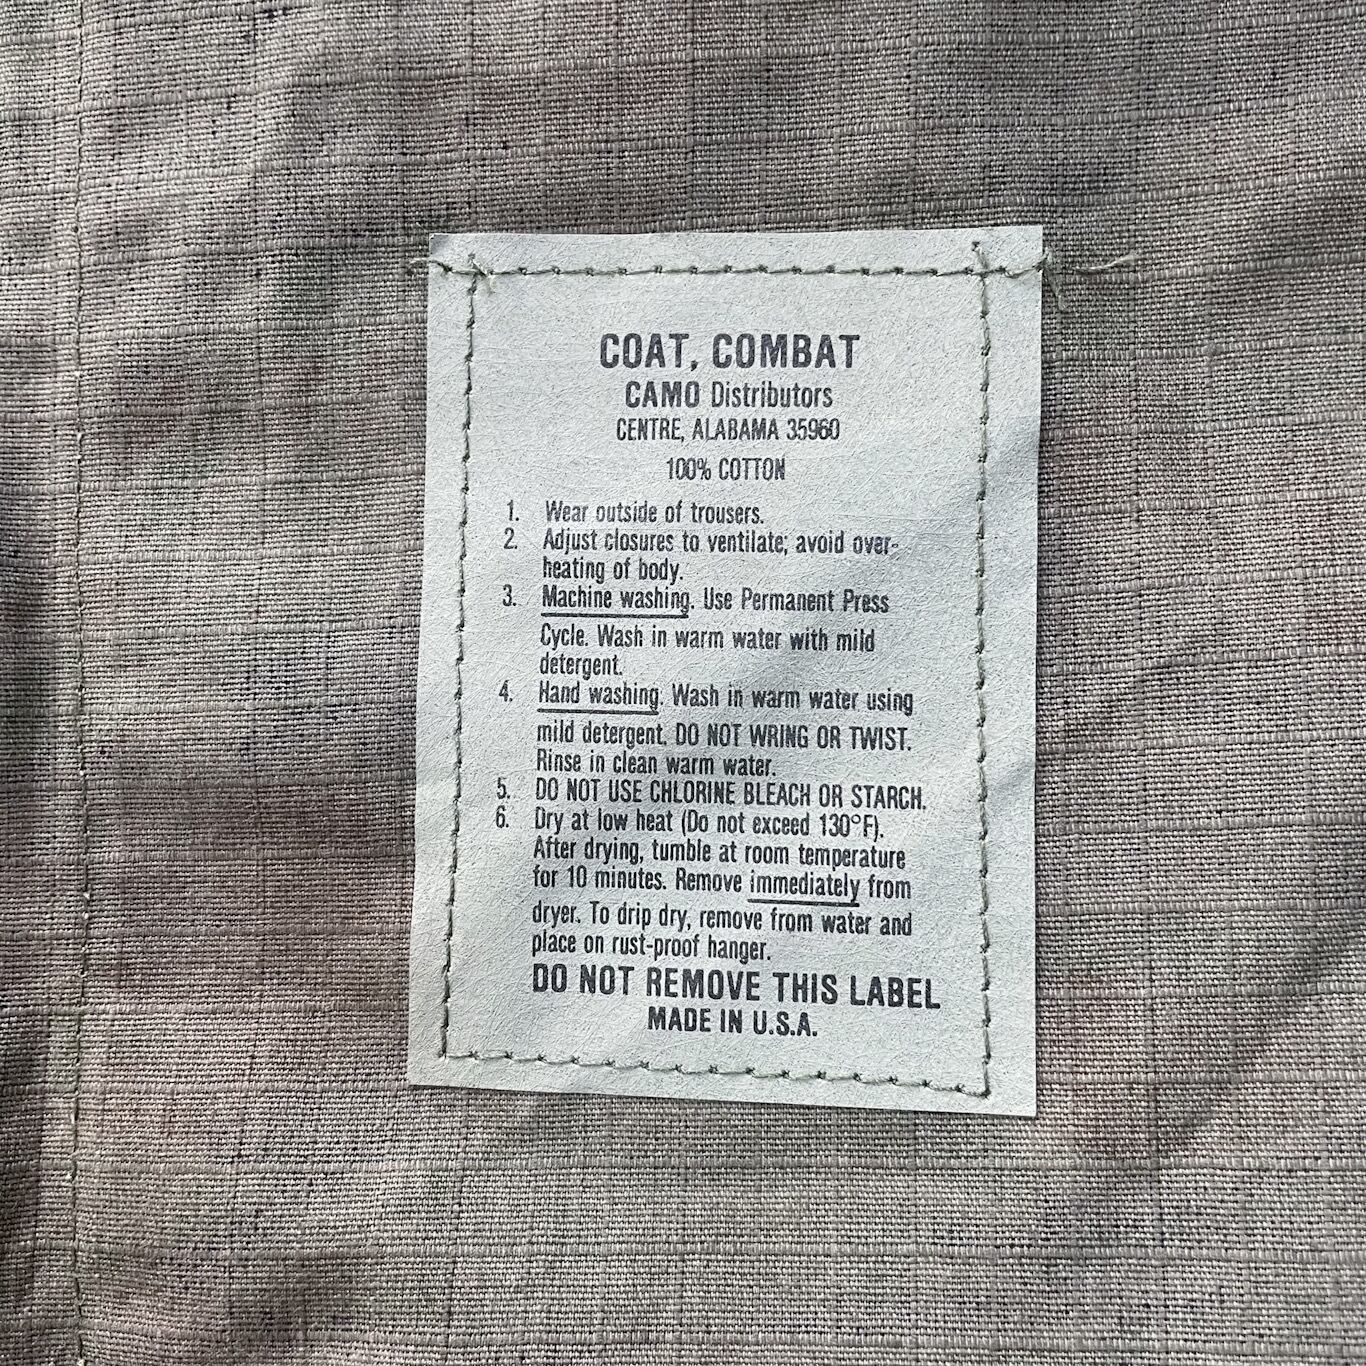 COAT, COMBAT
CAMO Distributors
CENTRE, ALABAMA 35960
100% COTTON
1. Wear outside of trousers.
2. Adjust closures to ventilate; avoid over-
heating of body.
3. Machine washing. Use Permanent Press
Cycle. Wash in warm water with mild
detergent.
4. Hand washing. Wash in warm water using
mild detergent. DO NOT WRING OR TWIST.
Rinse in clean warm water.
5. DO NOT USE CHLORINE BLEACH OR STARCH.
6. Dry at low heat (Do not exceed 130°F).
After drying, tumble at room temperature
for 10 minutes. Remove immediately from
dryer. To drip dry, remove from water and
place on rust-proof hanger.
DO NOT REMOVE THIS LABEL
MADE IN U.S.A.